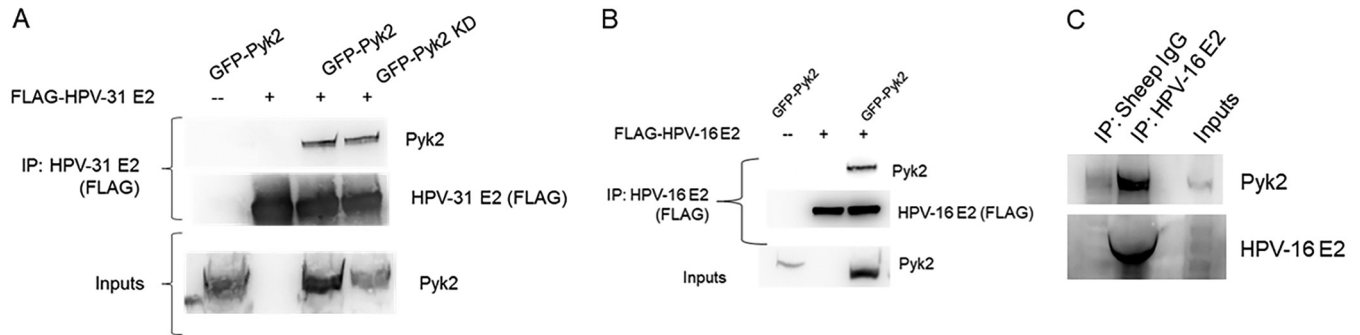 A
GFP-Pyk2
GFP-Pyk2
GFP-Pyk2 KD
FLAG-HPV-31 E2
--
+
+
+
IP: HPV-31 E2
(FLAG)
Pyk2
HPV-31 E2 (FLAG)
Inputs
Pyk2
B
GFP-Pyk2
GFP-Pyk2
FLAG-HPV-16 E2
--
+
+
IP: HPV-16 E2
(FLAG)
Pyk2
HPV-16 E2 (FLAG)
Inputs
Pyk2
C
IP: Sheep IgG
IP: HPV-16 E2
Inputs
Pyk2
HPV-16 E2